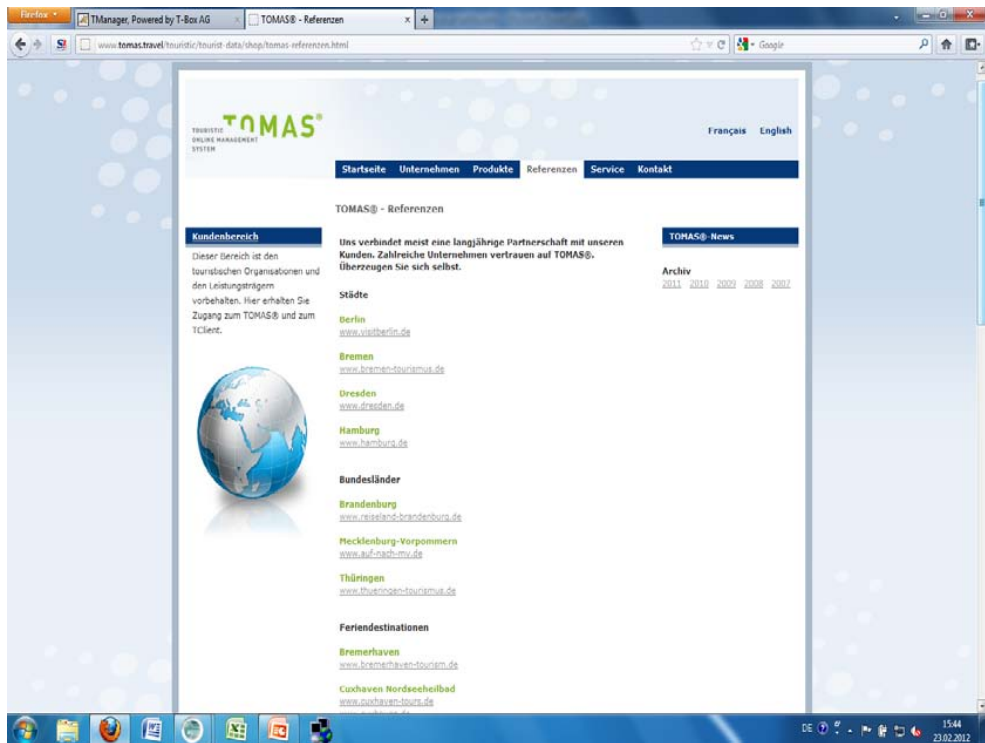 Firefox
TManager, Powered by T-Box AG
TOMAS® - Referenzen
www.tomas.travel/touristic/tourist-data/shop/tomas-referenzen.html
Google
TOMAS®
TOURISTIC
ONLINE MANAGEMENT
SYSTEM
Français English
Startseite Unternehmen Produkte Referenzen Service Kontakt
TOMAS® - Referenzen
Kundenbereich
Dieser Bereich ist den
touristischen Organisationen und
den Leistungsträgern
vorbehalten. Hier erhalten Sie
Zugang zum TOMAS® und zum
TClient.
Uns verbindet meist eine langjährige Partnerschaft mit unseren
Kunden. Zahlreiche Unternehmen vertrauen auf TOMAS®.
Überzeugen Sie sich selbst.
Städte
Berlin
www.visitberlin.de
Bremen
www.bremen-tourismus.de
Dresden
www.dresden.de
Hamburg
www.hamburg.de
Bundesländer
Brandenburg
www.reiseland-brandenburg.de
Mecklenburg-Vorpommern
www.auf-nach-mv.de
Thüringen
www.thueringen-tourismus.de
Feriendestinationen
Bremerhaven
www.bremerhaven-tourism.de
Cuxhaven Nordseeheilbad
www.cuxhaven-tours.de
TOMAS®-News
Archiv
2011 2010 2009 2008 2007
DE
15:44
23.02.2012